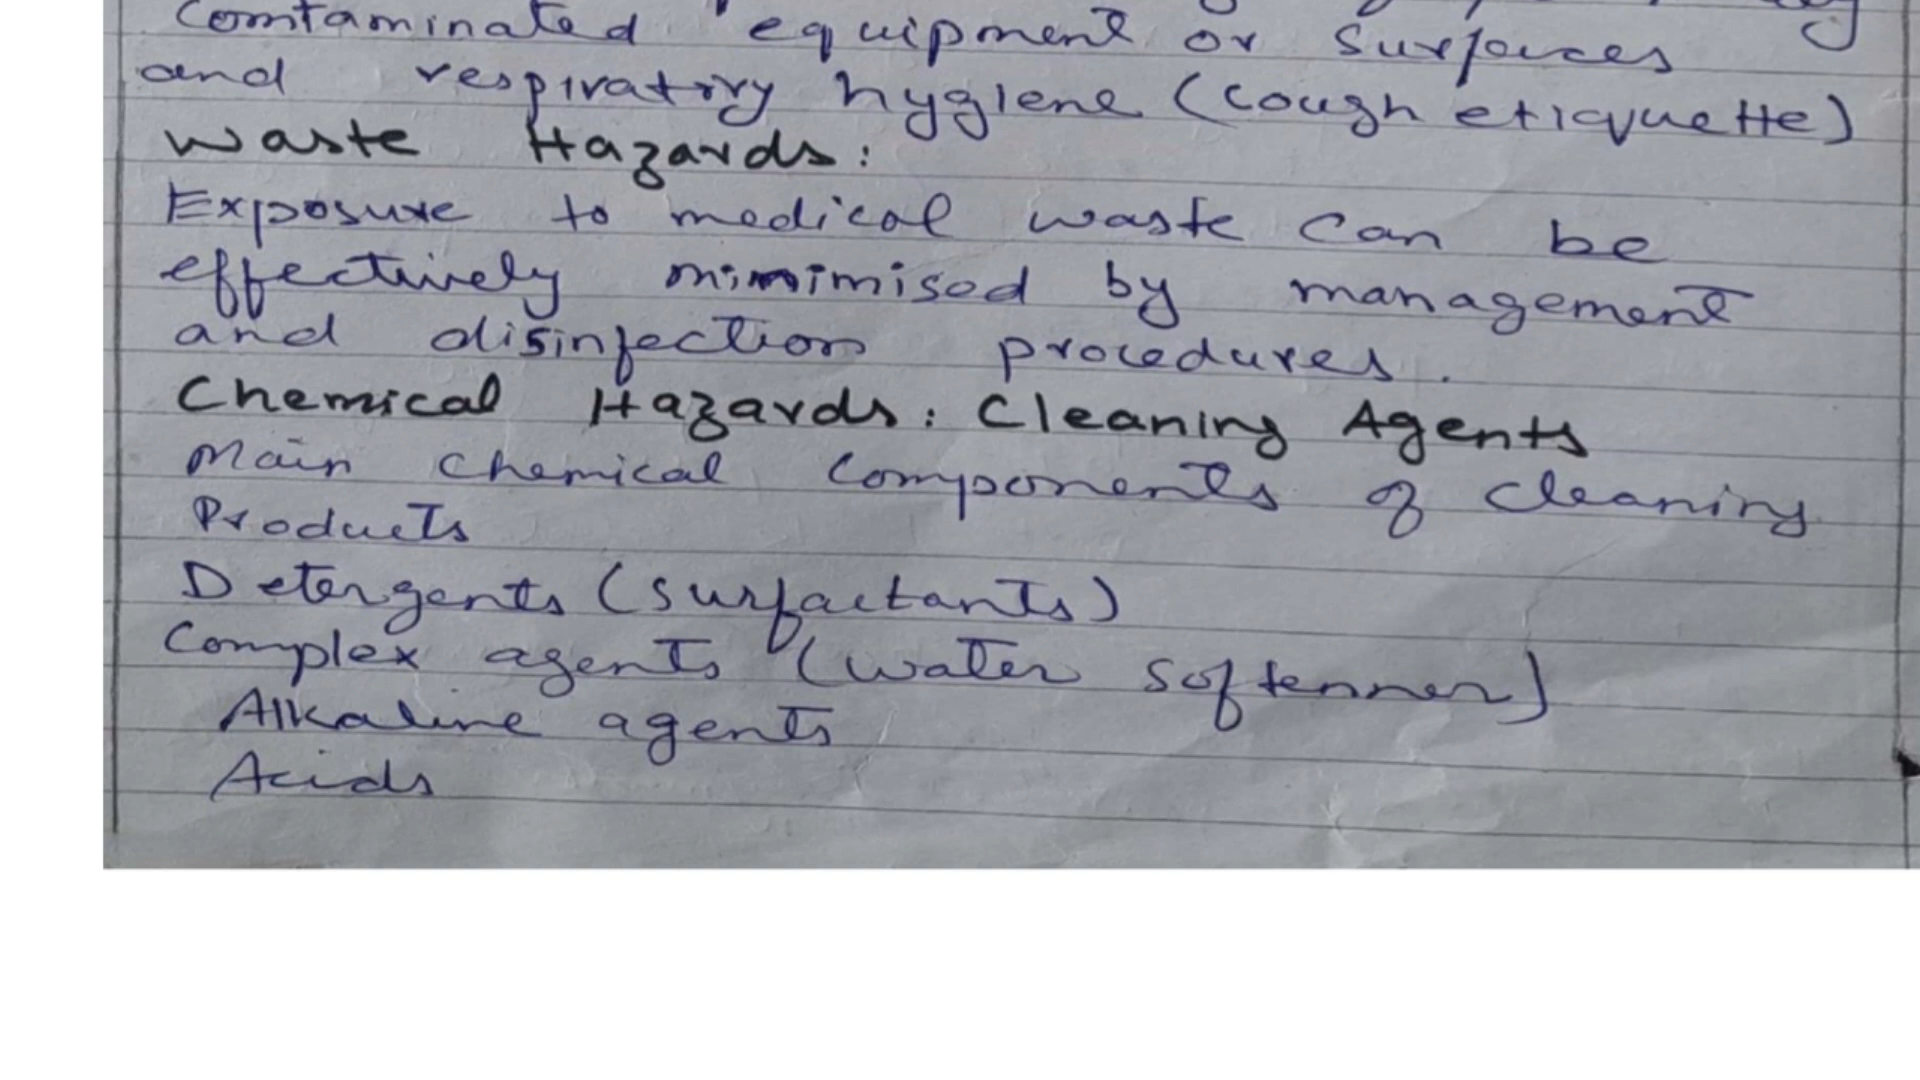 Contaminated equipment or surfaces
and respiratory hygiene (cough etiquette)
Waste Hazards:
Exposure to medical waste can be
effectively minimised by management
and disinfection procedures.
Chemical Hazards: Cleaning Agents
Main chemical components of cleaning
Products
Detergents (surfactants)
Complex agents (water softenner)
Alkaline agents
Acids